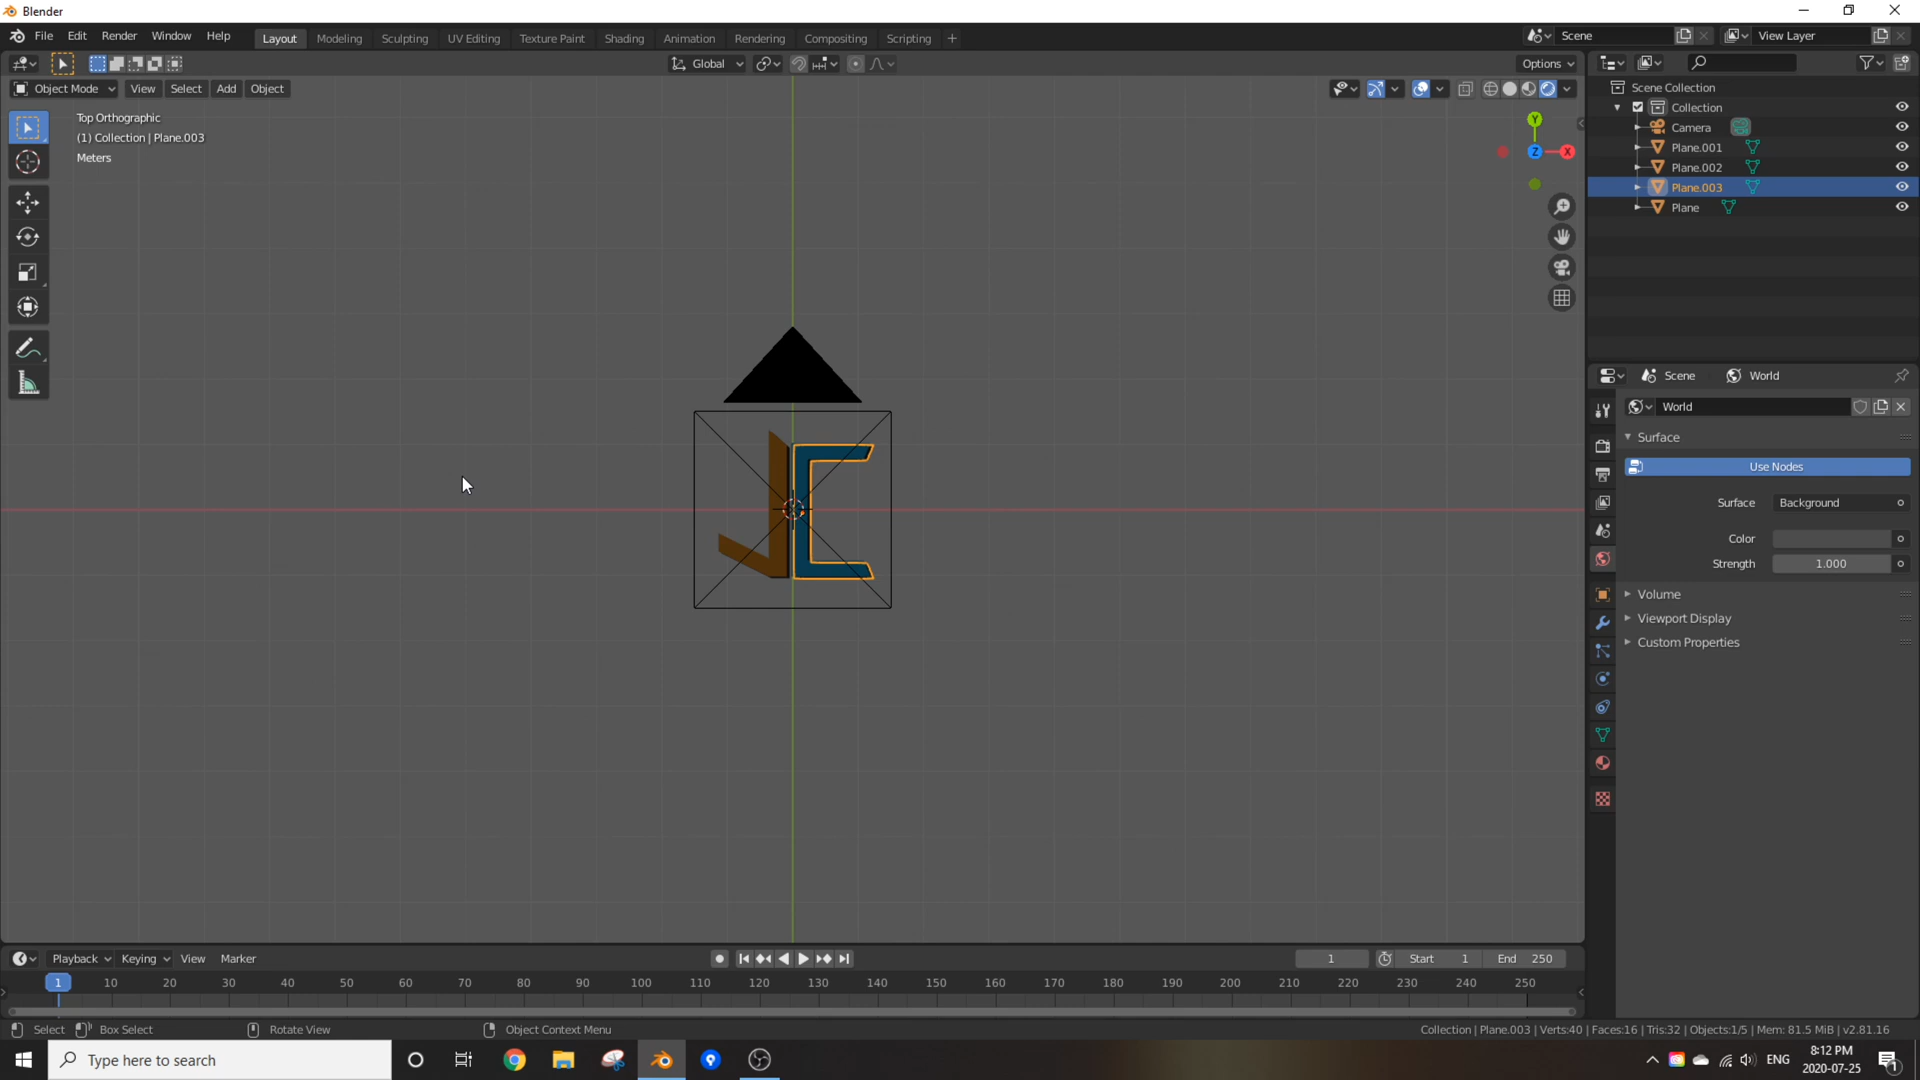 Blender
File Edit Render Window Help
Layout Modeling Sculpting UV Editing Texture Paint Shading Animation Rendering Compositing Scripting +
Scene View Layer
Global Options
Object Mode View Select Add Object
Top Orthographic
(1) Collection | Plane.003
Meters
Y
Z X
Scene Collection
Collection
Camera
Plane.001
Plane.002
Plane.003
Plane
Scene World
World
Surface
Use Nodes
Surface Background
Color
Strength 1.000
Volume
Viewport Display
Custom Properties
JC
Playback Keying View Marker 1 Start 1 End 250
1 10 20 30 40 50 60 70 80 90 100 110 120 130 140 150 160 170 180 190 200 210 220 230 240 250
Select Box Select Rotate View Object Context Menu
Collection | Plane.003 | Verts:40 | Faces:16 | Tris:32 | Objects:1/5 | Mem: 81.5 MiB | v2.81.16
Type here to search
ENG
8:12 PM
2020-07-25
1